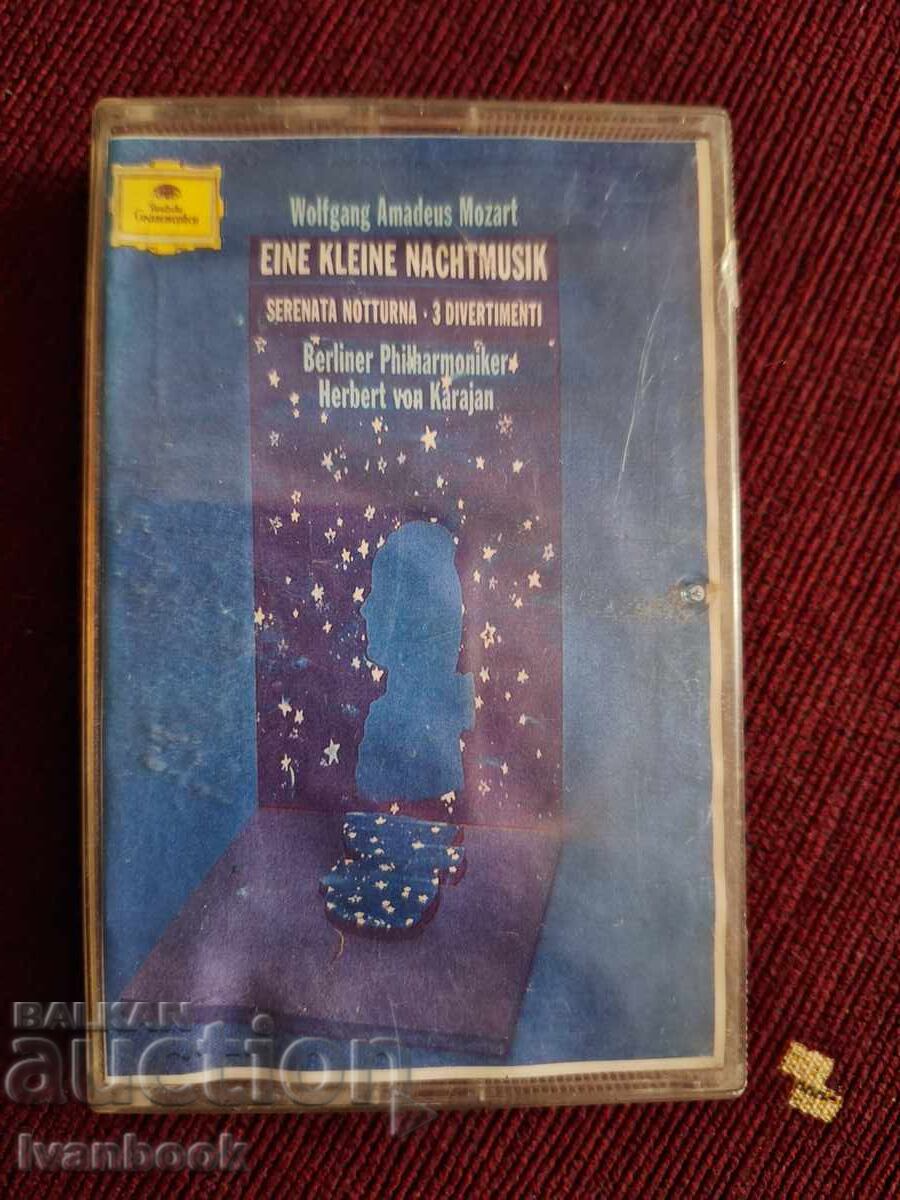 Deutsche
Grammophon
Wolfgang Amadeus Mozart
EINE KLEINE NACHTMUSIK
SERENATA NOTTURNA · 3 DIVERTIMENTI
Berliner Philharmoniker
Herbert von Karajan
BALKAN
auction
Ivanbook